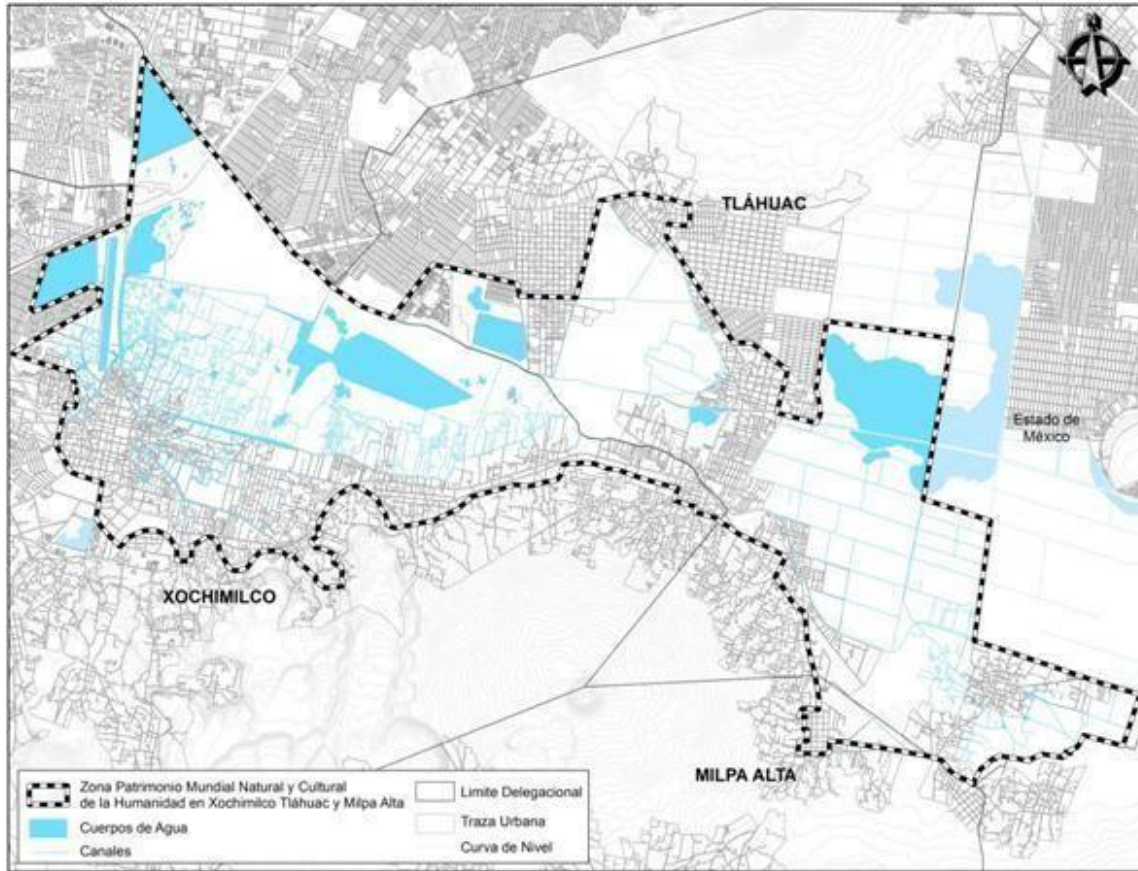 TLÁHUAC
Estado de
México
XOCHIMILCO
MILPA ALTA
Zona Patrimonio Mundial Natural y Cultural
de la Humanidad en Xochimilco Tláhuac y Milpa Alta
Cuerpos de Agua
Canales
Limite Delegacional
Traza Urbana
Curva de Nivel